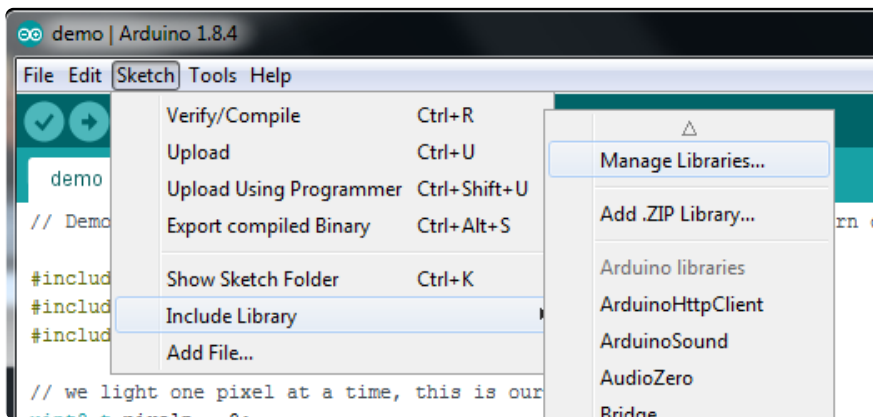 demo | Arduino 1.8.4
File Edit Sketch Tools Help
Verify/Compile Ctrl+R
Upload Ctrl+U
Upload Using Programmer Ctrl+Shift+U
Export compiled Binary Ctrl+Alt+S
Show Sketch Folder Ctrl+K
Include Library
Add File...
Manage Libraries...
Add .ZIP Library...
Arduino libraries
ArduinoHttpClient
ArduinoSound
AudioZero
Bridge
demo
// Demo
#includ
#includ
#includ
// we light one pixel at a time, this is our